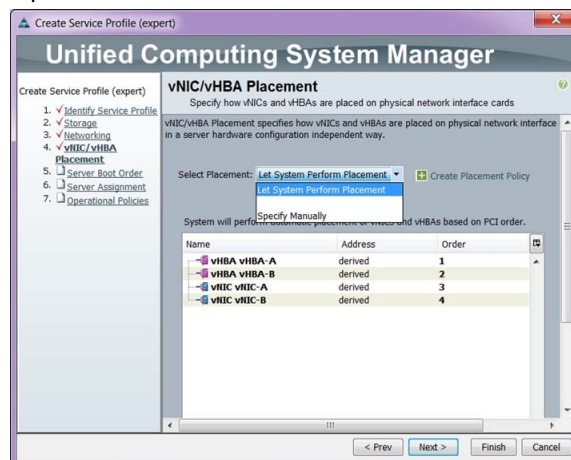 Create Service Profile (expert)
Unified Computing System Manager
Create Service Profile (expert)
1. Identify Service Profile
2. Storage
3. Networking
4. vNIC/vHBA
Placement
5. Server Boot Order
6. Server Assignment
7. Operational Policies
vNIC/vHBA Placement
Specify how vNICs and vHBAs are placed on physical network interface cards
vNIC/vHBA Placement specifies how vNICs and vHBAs are placed on physical network interface
in a server hardware configuration independent way.
Select Placement: Let System Perform Placement
Create Placement Policy
Let System Perform Placement
Specify Manually
System will perform automatic placement of vNICs and vHBAs based on PCI order.
Name Address Order
vHBA vHBA-A derived 1
vHBA vHBA-B derived 2
vNIC vNIC-A derived 3
vNIC vNIC-B derived 4
< Prev Next > Finish Cancel